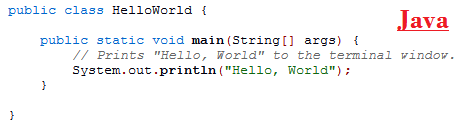 public class HelloWorld {
Java
public static void main(String[] args) {
// Prints "Hello, World" to the terminal window.
System.out.println("Hello, World");
}
}